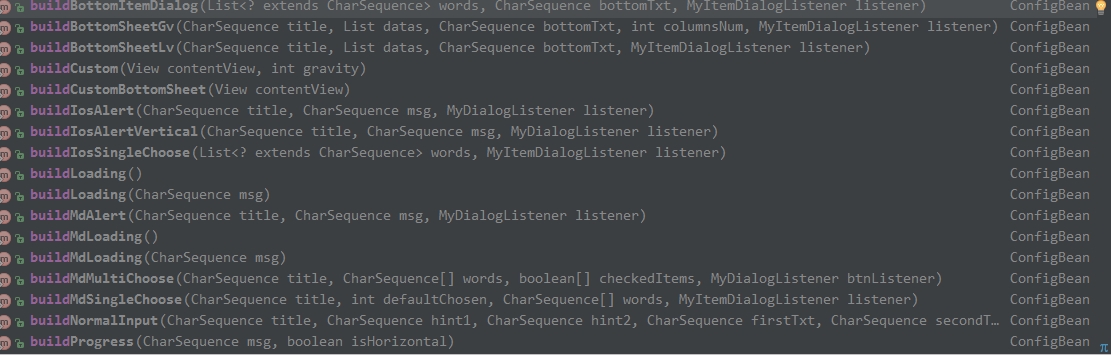 buildBottomItemDialog(List<? extends CharSequence> words, CharSequence bottomTxt, MyItemDialogListener listener) ConfigBean
buildBottomSheetGv(CharSequence title, List datas, CharSequence bottomTxt, int columnsNum, MyItemDialogListener listener) ConfigBean
buildBottomSheetLv(CharSequence title, List datas, CharSequence bottomTxt, MyItemDialogListener listener) ConfigBean
buildCustom(View contentView, int gravity) ConfigBean
buildCustomBottomSheet(View contentView) ConfigBean
buildIosAlert(CharSequence title, CharSequence msg, MyDialogListener listener) ConfigBean
buildIosAlertVertical(CharSequence title, CharSequence msg, MyDialogListener listener) ConfigBean
buildIosSingleChoose(List<? extends CharSequence> words, MyItemDialogListener listener) ConfigBean
buildLoading() ConfigBean
buildLoading(CharSequence msg) ConfigBean
buildMdAlert(CharSequence title, CharSequence msg, MyDialogListener listener) ConfigBean
buildMdLoading() ConfigBean
buildMdLoading(CharSequence msg) ConfigBean
buildMdMultiChoose(CharSequence title, CharSequence[] words, boolean[] checkedItems, MyDialogListener btnListener) ConfigBean
buildMdSingleChoose(CharSequence title, int defaultChosen, CharSequence[] words, MyItemDialogListener listener) ConfigBean
buildNormalInput(CharSequence title, CharSequence hint1, CharSequence hint2, CharSequence firstTxt, CharSequence secondT… ConfigBean
buildProgress(CharSequence msg, boolean isHorizontal) ConfigBean
π